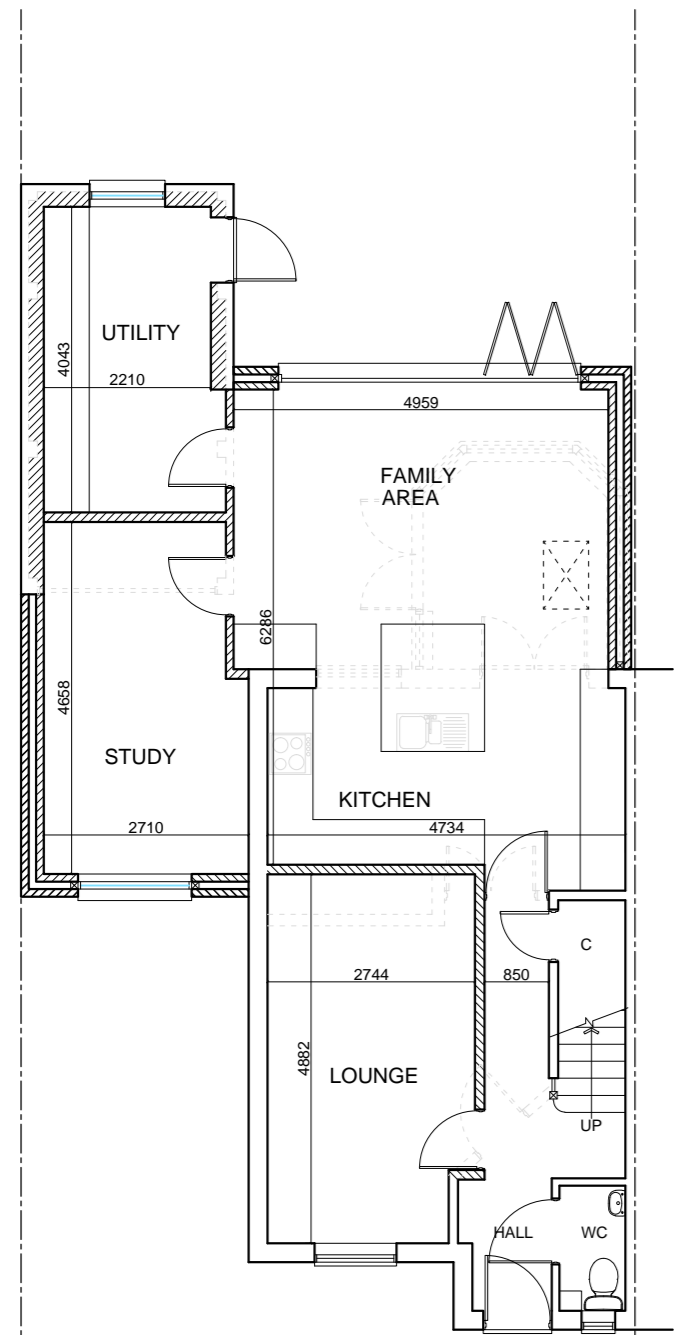 UTILITY
4043
2210
4959
FAMILY
AREA
6286
4658
STUDY
KITCHEN
2710
4734
C
2744
850
4882
LOUNGE
UP
HALL
WC